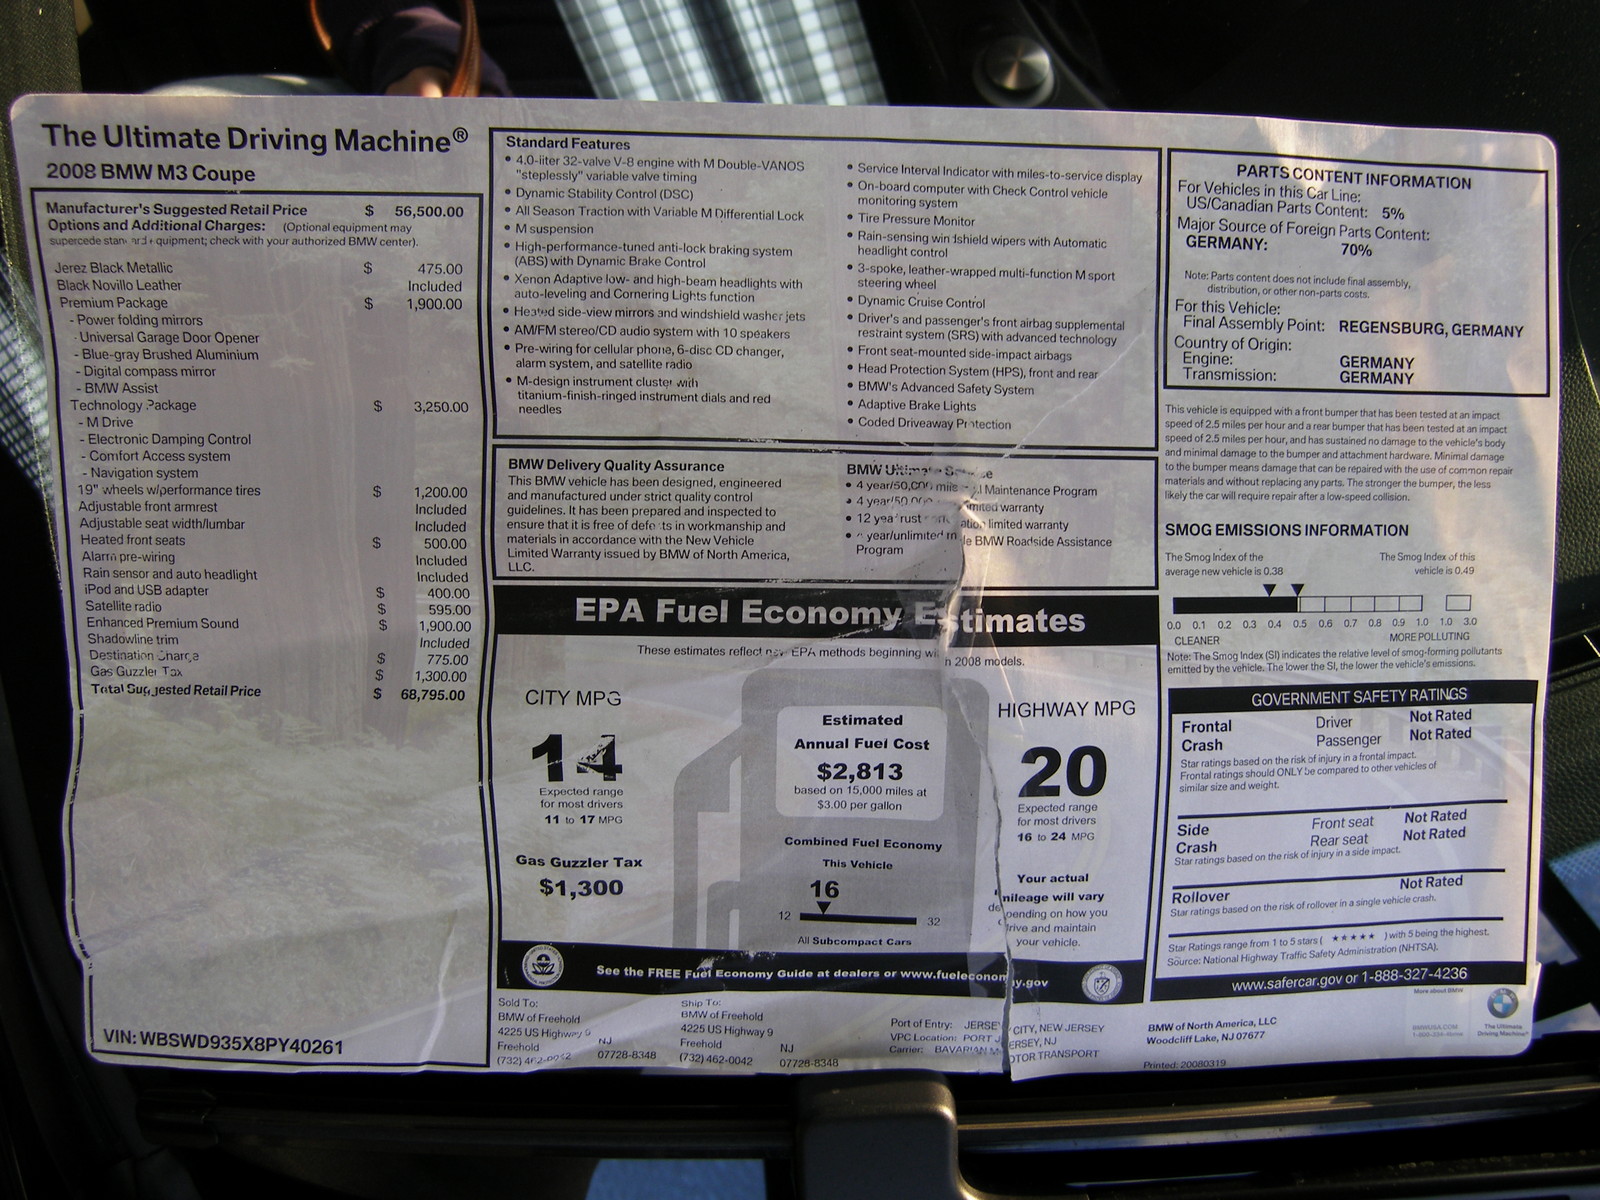 The Ultimate Driving Machine®
2008 BMW M3 Coupe
Manufacturer's Suggested Retail Price $ 56,500.00
Options and Additional Charges: (Optional equipment may
supercede equipment; check with your authorized BMW center).
Jerez Black Metallic $ 475.00
Black Novillo Leather Included
Premium Package $ 1,900.00
- Power folding mirrors
- Universal Garage Door Opener
- Blue-gray Brushed Aluminium
- Digital compass mirror
- BMW Assist
Technology Package $ 3,250.00
- M Drive
- Electronic Damping Control
- Comfort Access system
- Navigation system
19" wheels w/performance tires $ 1,200.00
Adjustable front armrest Included
Adjustable seat width/lumbar Included
Heated front seats $ 500.00
Alarm pre-wiring Included
Rain sensor and auto headlight Included
iPod and USB adapter $ 400.00
Satellite radio $ 595.00
Enhanced Premium Sound $ 1,900.00
Shadowline trim Included
Destination Charge $ 775.00
Gas Guzzler Tax $ 1,300.00
Total Suggested Retail Price $ 68,795.00
VIN: WBSWD935X8PY40261
Standard Features
• 4.0-liter 32-valve V-8 engine with M Double-VANOS
"steplessly" variable valve timing
• Dynamic Stability Control (DSC)
• All Season Traction with Variable M Differential Lock
• M suspension
• High-performance-tuned anti-lock braking system
(ABS) with Dynamic Brake Control
• Xenon Adaptive low- and high-beam headlights with
auto-leveling and Cornering Lights function
• Heated side-view mirrors and windshield washer jets
• AM/FM stereo/CD audio system with 10 speakers
• Pre-wiring for cellular phone, 6-disc CD changer,
alarm system, and satellite radio
• M-design instrument cluster with
titanium-finish-ringed instrument dials and red
needles
• Service Interval Indicator with miles-to-service display
• On-board computer with Check Control vehicle
monitoring system
• Tire Pressure Monitor
• Rain-sensing windshield wipers with Automatic
headlight control
• 3-spoke, leather-wrapped multi-function M sport
steering wheel
• Dynamic Cruise Control
• Driver's and passenger's front airbag supplemental
restraint system (SRS) with advanced technology
• Front seat-mounted side-impact airbags
• Head Protection System (HPS), front and rear
• BMW's Advanced Safety System
• Adaptive Brake Lights
• Coded Driveaway Protection
BMW Delivery Quality Assurance
This BMW vehicle has been designed, engineered
and manufactured under strict quality control
guidelines. It has been prepared and inspected to
ensure that it is free of defects in workmanship and
materials in accordance with the New Vehicle
Limited Warranty issued by BMW of North America,
LLC.
BMW Ultimate
• 4 year/50,000 Maintenance Program
• 4 year/50 warranty
• 12 year rust limited warranty
• year/unlimited BMW Roadside Assistance
Program
EPA Fuel Economy Estimates
These estimates reflect new EPA methods beginning with 2008 models.
CITY MPG
14
Expected range
for most drivers
11 to 17 MPG
Gas Guzzler Tax
$1,300
Estimated
Annual Fuel Cost
$2,813
based on 15,000 miles at
$3.00 per gallon
Combined Fuel Economy
This Vehicle
16
12 32
All Subcompact Cars
HIGHWAY MPG
20
Expected range
for most drivers
16 to 24 MPG
Your actual
mileage will vary
depending on how you
drive and maintain
your vehicle.
See the FREE Fuel Economy Guide at dealers or www.fueleconomy.gov
Sold To:
BMW of Freehold
4225 US Highway 9
Freehold NJ
(732) 462-0042 07728-8348
Ship To:
BMW of Freehold
4225 US Highway 9
Freehold NJ
(732) 462-0042 07728-8348
Port of Entry: JERSEY CITY, NEW JERSEY
VPC Location: PORT JERSEY, NJ
Carrier: BAVARIAN MOTOR TRANSPORT
PARTS CONTENT INFORMATION
For Vehicles in this Car Line:
US/Canadian Parts Content: 5%
Major Source of Foreign Parts Content:
GERMANY: 70%
Note: Parts content does not include final assembly,
distribution, or other non-parts costs.
For this Vehicle:
Final Assembly Point: REGENSBURG, GERMANY
Country of Origin:
Engine: GERMANY
Transmission: GERMANY
This vehicle is equipped with a front bumper that has been tested at an impact
speed of 2.5 miles per hour and a rear bumper that has been tested at an impact
speed of 2.5 miles per hour, and has sustained no damage to the vehicle's body
and minimal damage to the bumper and attachment hardware. Minimal damage
to the bumper means damage that can be repaired with the use of common repair
materials and without replacing any parts. The stronger the bumper, the less
likely the car will require repair after a low-speed collision.
SMOG EMISSIONS INFORMATION
The Smog Index of the
average new vehicle is 0.38
The Smog Index of this
vehicle is 0.49
0.0 0.1 0.2 0.3 0.4 0.5 0.6 0.7 0.8 0.9 1.0 1.0 3.0
CLEANER MORE POLLUTING
Note: The Smog Index (SI) indicates the relative level of smog-forming pollutants
emitted by the vehicle. The lower the SI, the lower the vehicle's emissions.
GOVERNMENT SAFETY RATINGS
Frontal Driver Not Rated
Crash Passenger Not Rated
Star ratings based on the risk of injury in a frontal impact.
Frontal ratings should ONLY be compared to other vehicles of
similar size and weight.
Side Front seat Not Rated
Crash Rear seat Not Rated
Star ratings based on the risk of injury in a side impact.
Rollover Not Rated
Star ratings based on the risk of rollover in a single vehicle crash.
Star Ratings range from 1 to 5 stars ( ★★★★★ ) with 5 being the highest.
Source: National Highway Traffic Safety Administration (NHTSA).
www.safercar.gov or 1-888-327-4236
BMW of North America, LLC
Woodcliff Lake, NJ 07677
Printed: 20080319
More about BMW
BMWUSA.COM
The Ultimate
Driving Machine®